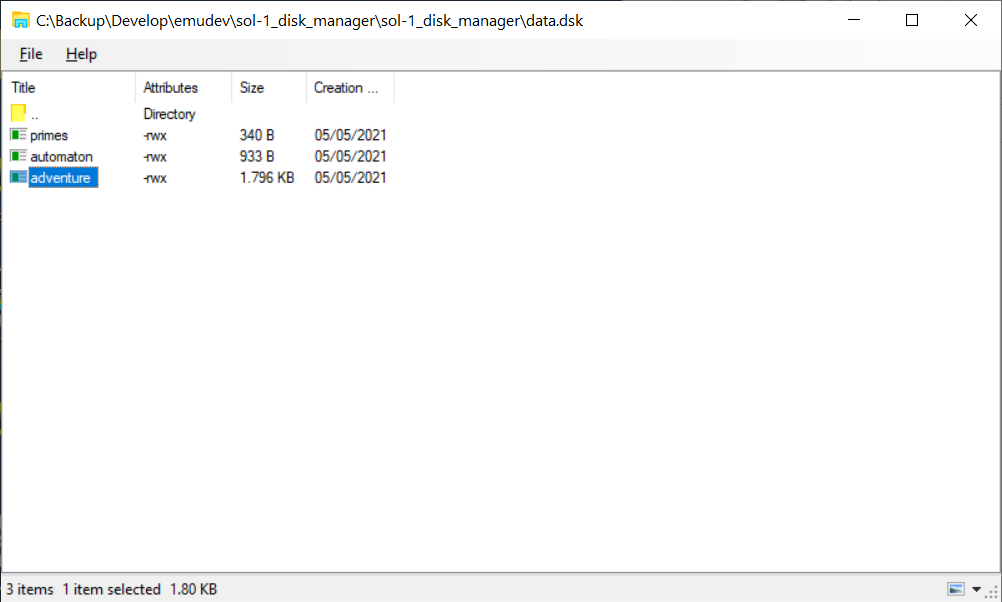 C:\Backup\Develop\emudev\sol-1_disk_manager\sol-1_disk_manager\data.dsk
File Help
Title Attributes Size Creation ...
.. Directory
primes -rwx 340 B 05/05/2021
automaton -rwx 933 B 05/05/2021
adventure -rwx 1.796 KB 05/05/2021
3 items 1 item selected 1.80 KB